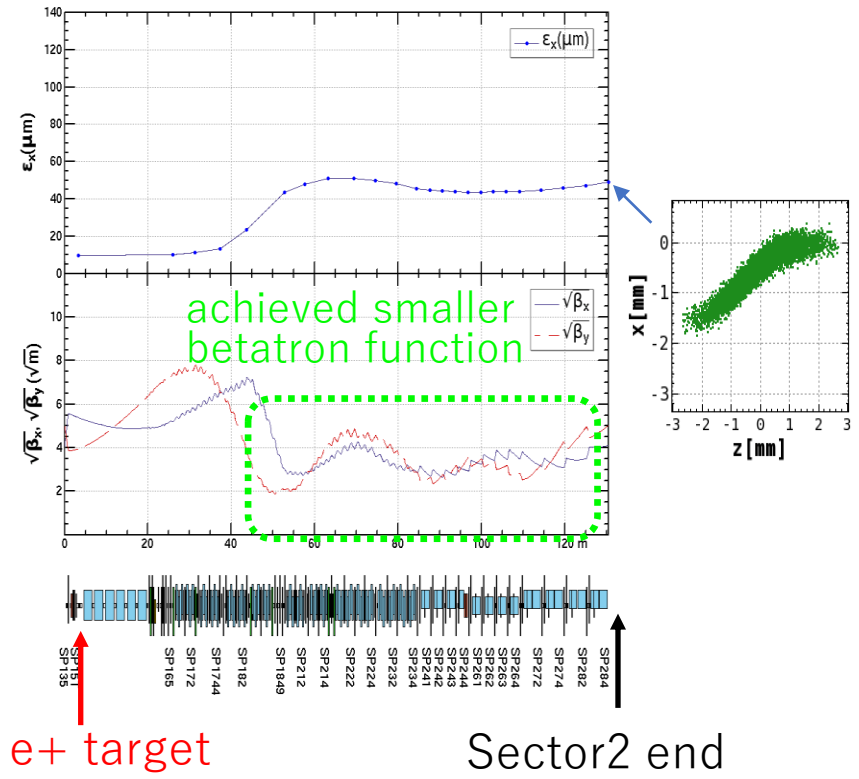 140
120
100
80
60
40
20
0
εx(μm)
εx(μm)
0
-1
-2
-3
x[mm]
-3 -2 -1 0 1 2 3
z[mm]
achieved smaller
betatron function
√βx
√βy
10
8
6
4
2
√βx, √βy (√m)
0 20 40 60 80 100 120 m
SP135
SP151
SP165
SP172
SP1744
SP182
SP1849
SP212
SP214
SP222
SP224
SP232
SP234
SP241
SP242
SP243
SP244
SP261
SP262
SP263
SP264
SP272
SP274
SP282
SP284
e+ target
Sector2 end